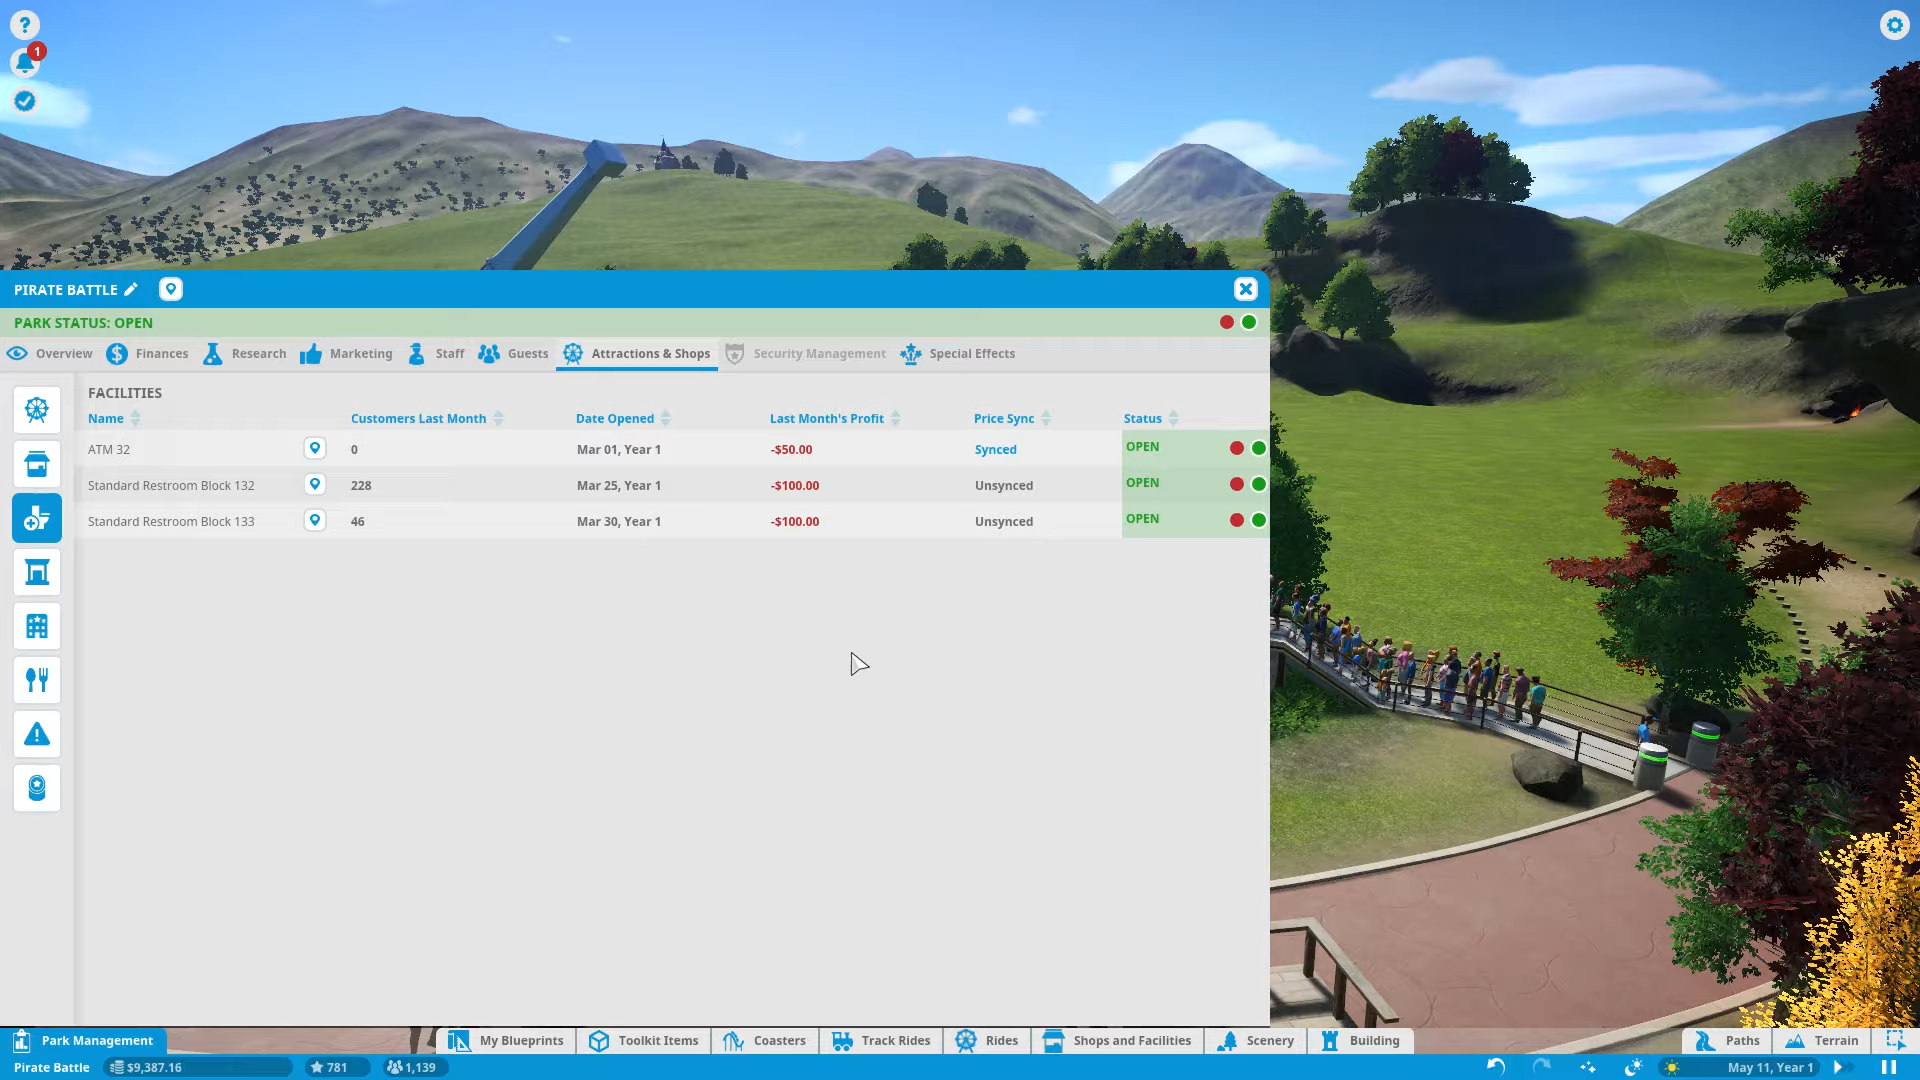 ?
1
PIRATE BATTLE
PARK STATUS: OPEN
Overview Finances Research Marketing Staff Guests Attractions & Shops Security Management Special Effects
FACILITIES
Name Customers Last Month Date Opened Last Month's Profit Price Sync Status
ATM 32 0 Mar 01, Year 1 -$50.00 Synced OPEN
Standard Restroom Block 132 228 Mar 25, Year 1 -$100.00 Unsynced OPEN
Standard Restroom Block 133 46 Mar 30, Year 1 -$100.00 Unsynced OPEN
Park Management My Blueprints Toolkit Items Coasters Track Rides Rides Shops and Facilities Scenery Building Paths Terrain
Pirate Battle $9,387.16 781 1,139 May 11, Year 1